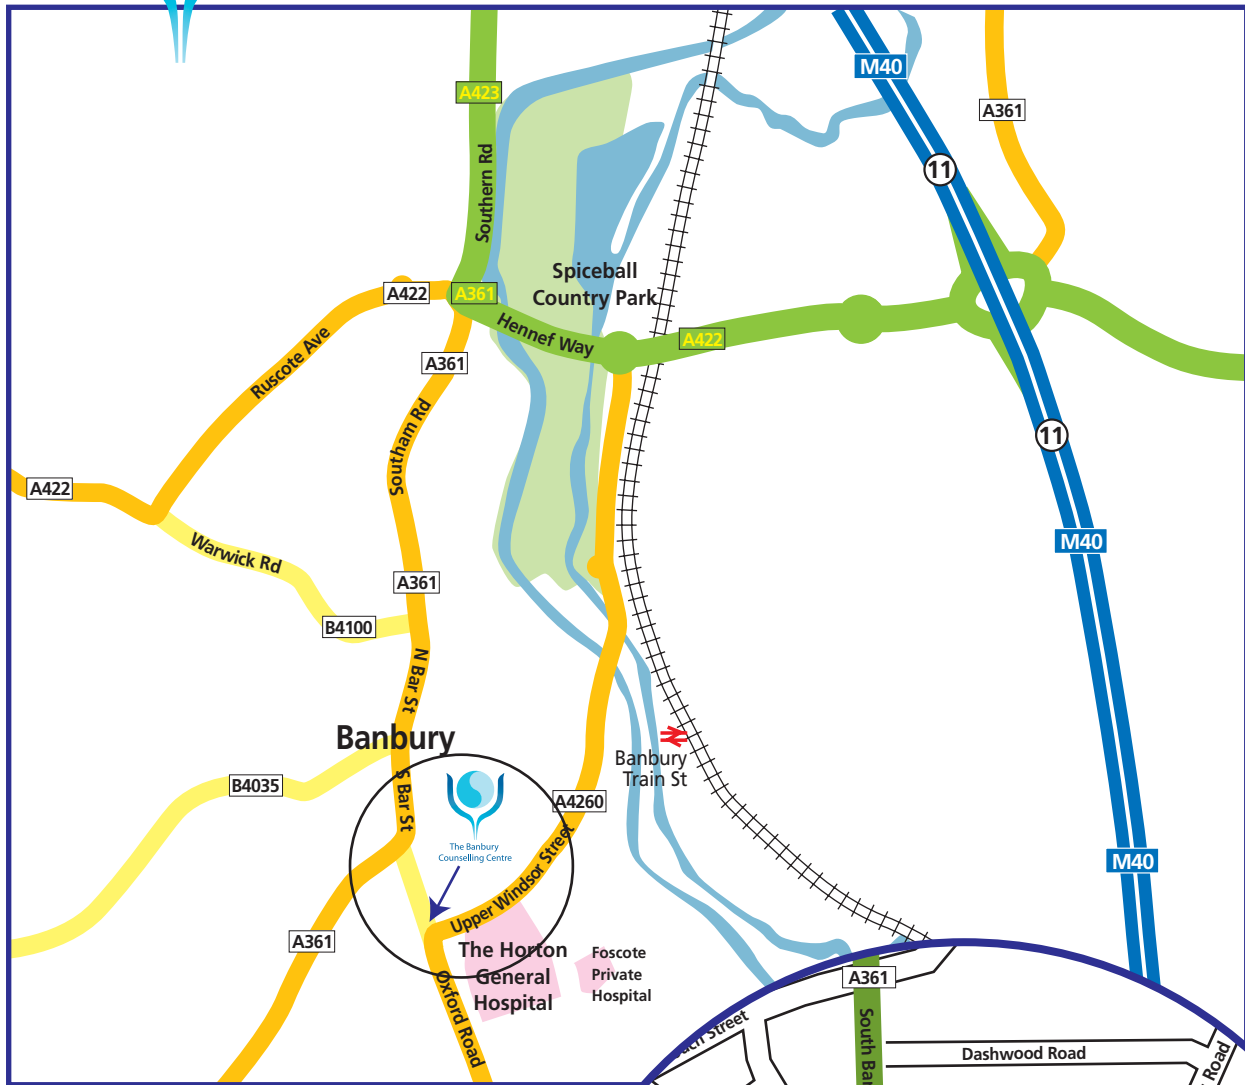 M40
A423
A361
11
Southern Rd
Spiceball
Country Park
A422
A361
Hennef Way
A422
Ruscote Ave
A361
Southam Rd
11
A422
Warwick Rd
M40
A361
B4100
N Bar St
Banbury
Banbury
Train St
B4035
S Bar St
A4260
The Banbury
Counselling Centre
M40
Upper Windsor Street
A361
The Horton
General
Hospital
Foscote
Private
Hospital
Oxford Road
A361
Street
South Bar
Dashwood Road
Road